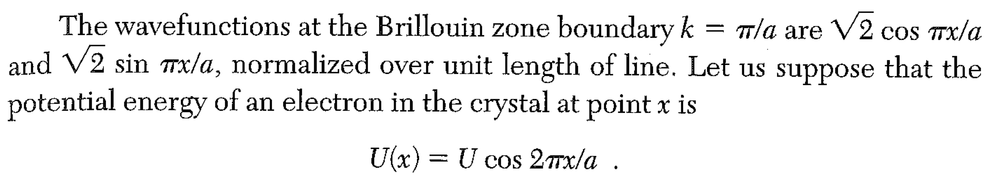 The wavefunctions at the Brillouin zone boundary k = π/a are √2 cos πx/a
and √2 sin πx/a, normalized over unit length of line. Let us suppose that the
potential energy of an electron in the crystal at point x is
U(x) = U cos 2πx/a .